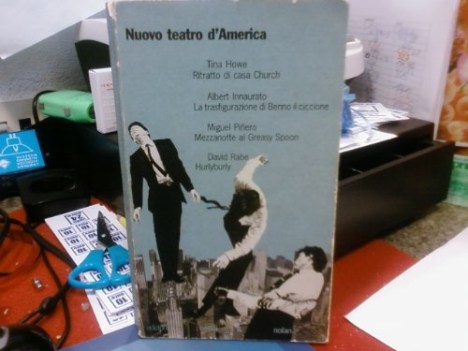 Nuovo teatro d'America
Tina Howe
Ritratto di casa Church
Albert Innaurato
La trasfigurazione di Benno il ciccione
Miguel Piñero
Mezzanotte al Greasy Spoon
David Rabe
Hurlyburly